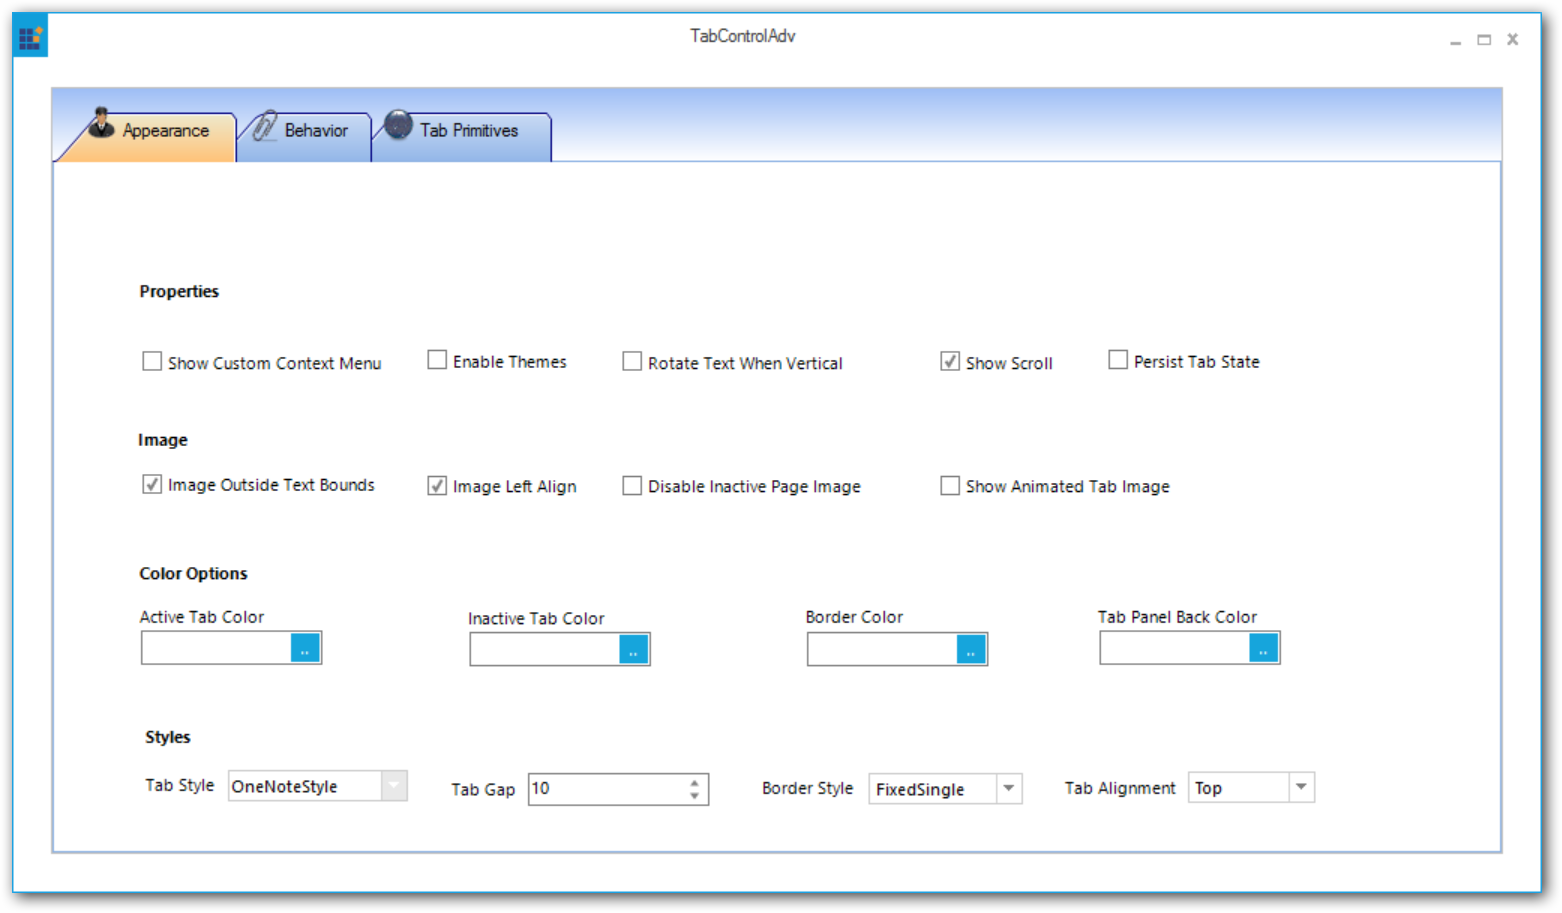 TabControlAdv
Appearance Behavior Tab Primitives
Properties
Show Custom Context Menu Enable Themes Rotate Text When Vertical Show Scroll Persist Tab State
Image
Image Outside Text Bounds Image Left Align Disable Inactive Page Image Show Animated Tab Image
Color Options
Active Tab Color Inactive Tab Color Border Color Tab Panel Back Color
.. .. .. ..
Styles
Tab Style OneNoteStyle Tab Gap 10 Border Style FixedSingle Tab Alignment Top